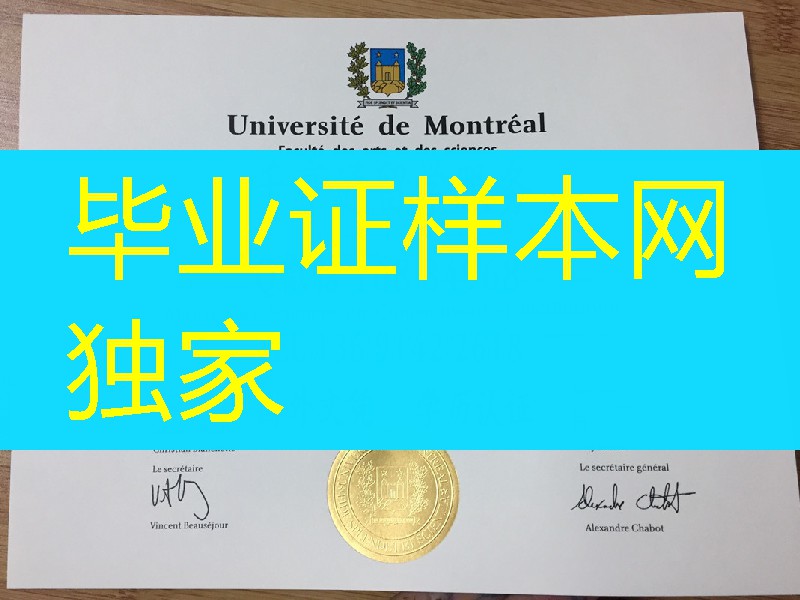 Université de Montréal
Faculté des arts et des sciences
毕业证样本网
独家
Le secrétaire
Le secrétaire général
Vincent Beauséjour
Alexandre Chabot